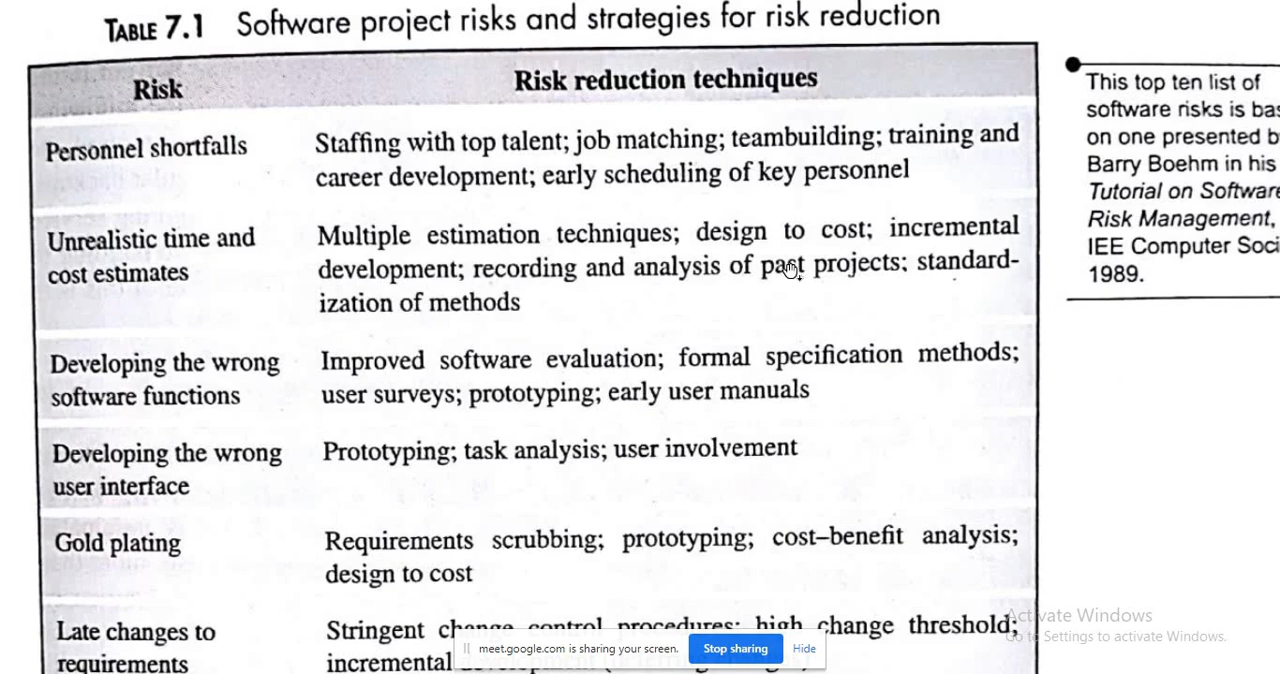 TABLE 7.1 Software project risks and strategies for risk reduction
Risk
Risk reduction techniques
Personnel shortfalls
Staffing with top talent; job matching; teambuilding; training and
career development; early scheduling of key personnel
Unrealistic time and
cost estimates
Multiple estimation techniques; design to cost; incremental
development; recording and analysis of past projects; standard-
ization of methods
Developing the wrong
software functions
Improved software evaluation; formal specification methods;
user surveys; prototyping; early user manuals
Developing the wrong
user interface
Prototyping; task analysis; user involvement
Gold plating
Requirements scrubbing; prototyping; cost–benefit analysis;
design to cost
Late changes to
requirements
Stringent change control procedures; high change threshold;
incremental
This top ten list of
software risks is bas
on one presented b
Barry Boehm in his
Tutorial on Software
Risk Management,
IEE Computer Soci
1989.
Activate Windows
Go to Settings to activate Windows.
meet.google.com is sharing your screen.
Stop sharing
Hide